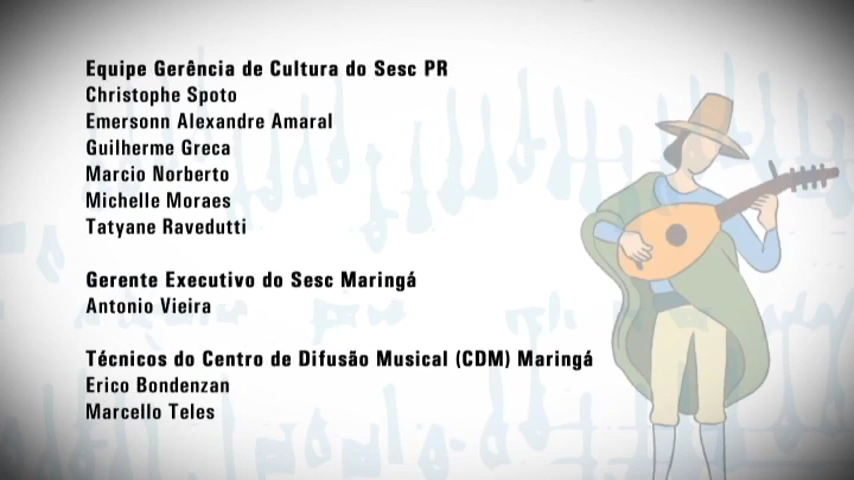 Equipe Gerência de Cultura do Sesc PR
Christophe Spoto
Emersonn Alexandre Amaral
Guilherme Greca
Marcio Norberto
Michelle Moraes
Tatyane Ravedutti
Gerente Executivo do Sesc Maringá
Antonio Vieira
Técnicos do Centro de Difusão Musical (CDM) Maringá
Erico Bondenzan
Marcello Teles